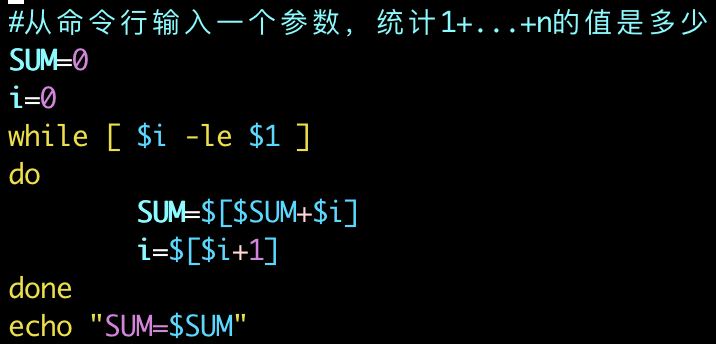 #从命令行输入一个参数，统计1+...+n的值是多少
SUM=0
i=0
while [ $i -le $1 ]
do
        SUM=$[$SUM+$i]
        i=$[$i+1]
done
echo "SUM=$SUM"